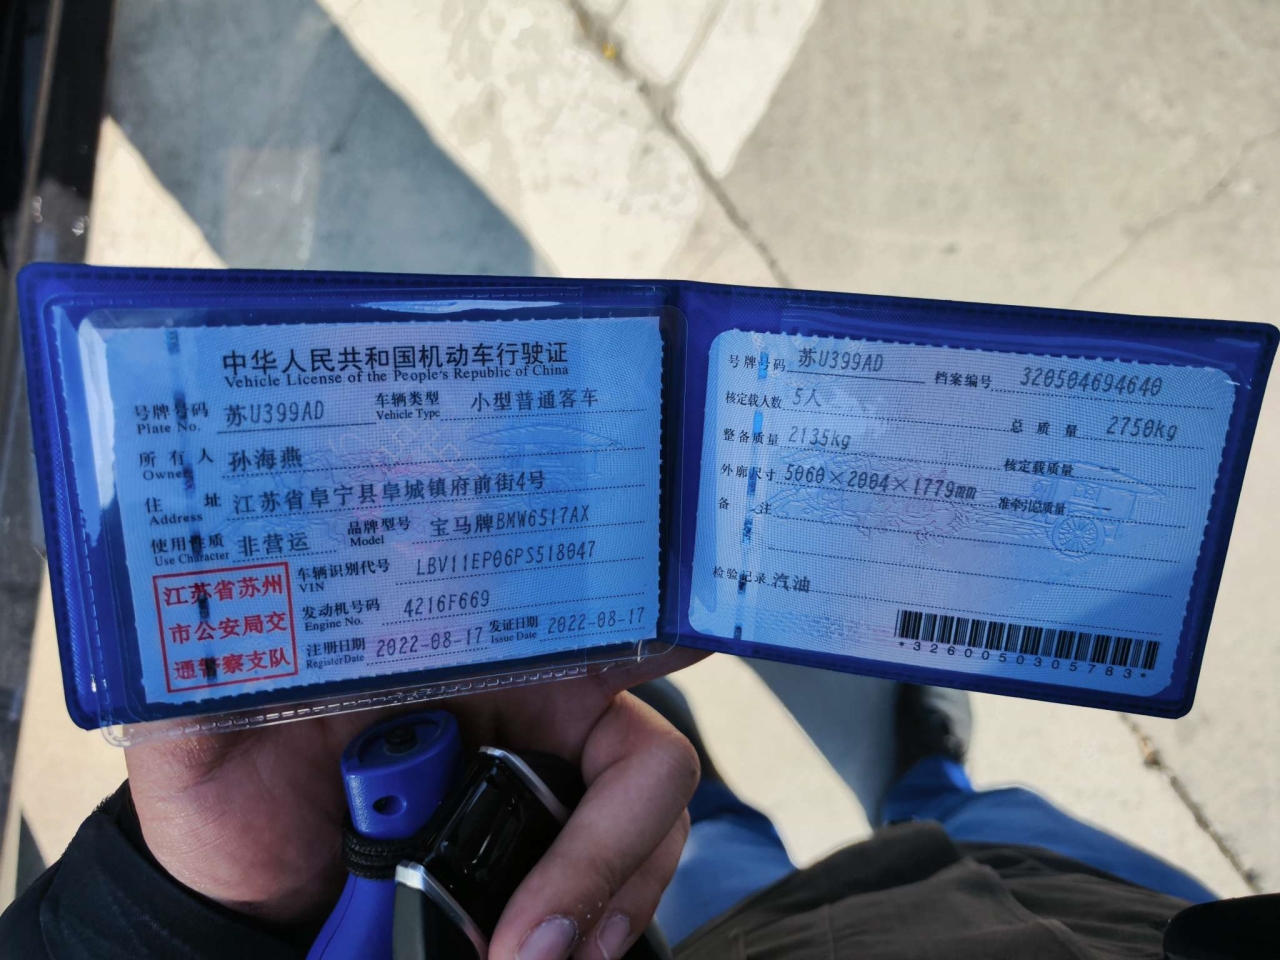 中华人民共和国机动车行驶证
Vehicle License of the People's Republic of China
号牌号码 苏U399AD 车辆类型 小型普通客车
Plate No. Vehicle Type
所有人 孙海燕
Owner
住址 江苏省阜宁县阜城镇府前街4号
Address
使用性质 非营运 品牌型号 宝马牌BMW6517AX
Use Character Model
江苏省苏州
市公安局交
通警察支队
车辆识别代号 LBV11EP06PS518047
VIN
发动机号码 4216F669
Engine No.
注册日期 2022-08-17 发证日期 2022-08-17
Register Date Issue Date
号牌号码 苏U399AD 档案编号 320504694640
核定载人数 5人 总质量 2750kg
整备质量 2135kg 核定载质量
外廓尺寸 5060×2004×1779mm 准牵引总质量
备注
检验记录 汽油
*3260050305783*